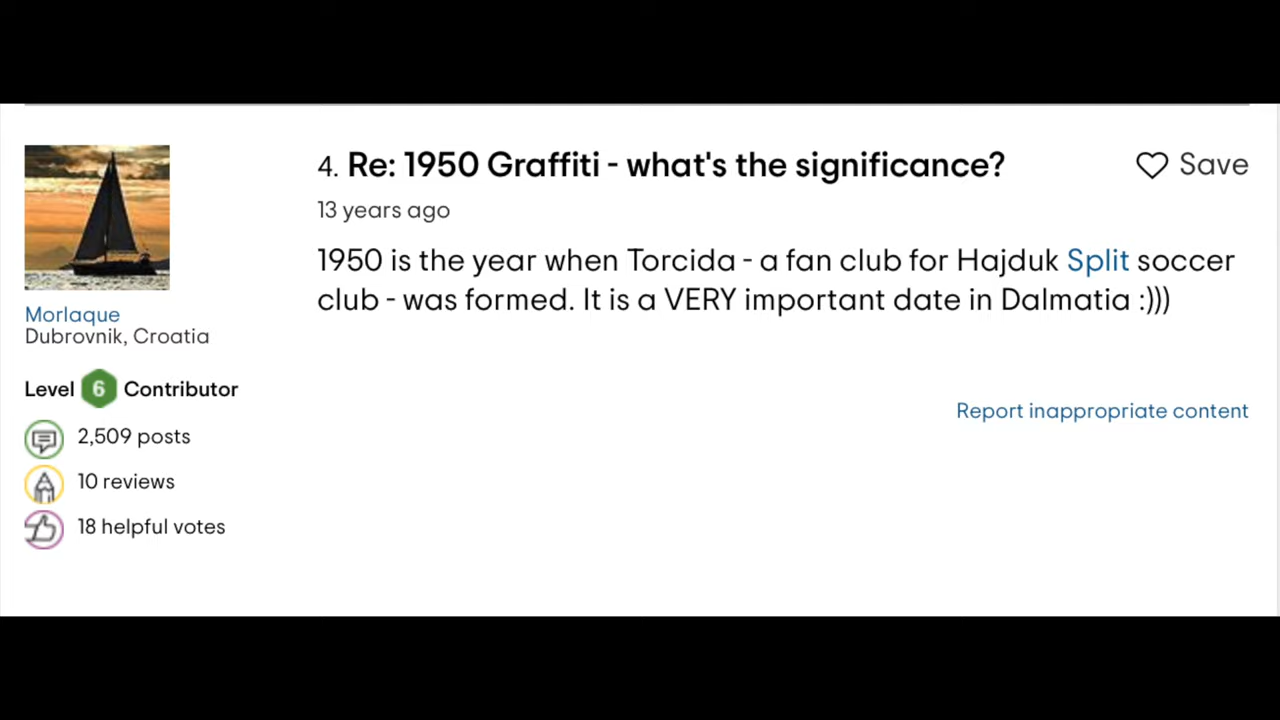 4. Re: 1950 Graffiti - what's the significance?
Save
13 years ago
1950 is the year when Torcida - a fan club for Hajduk Split soccer
club - was formed. It is a VERY important date in Dalmatia :)))
Morlaque
Dubrovnik, Croatia
Level 6 Contributor
2,509 posts
10 reviews
18 helpful votes
Report inappropriate content